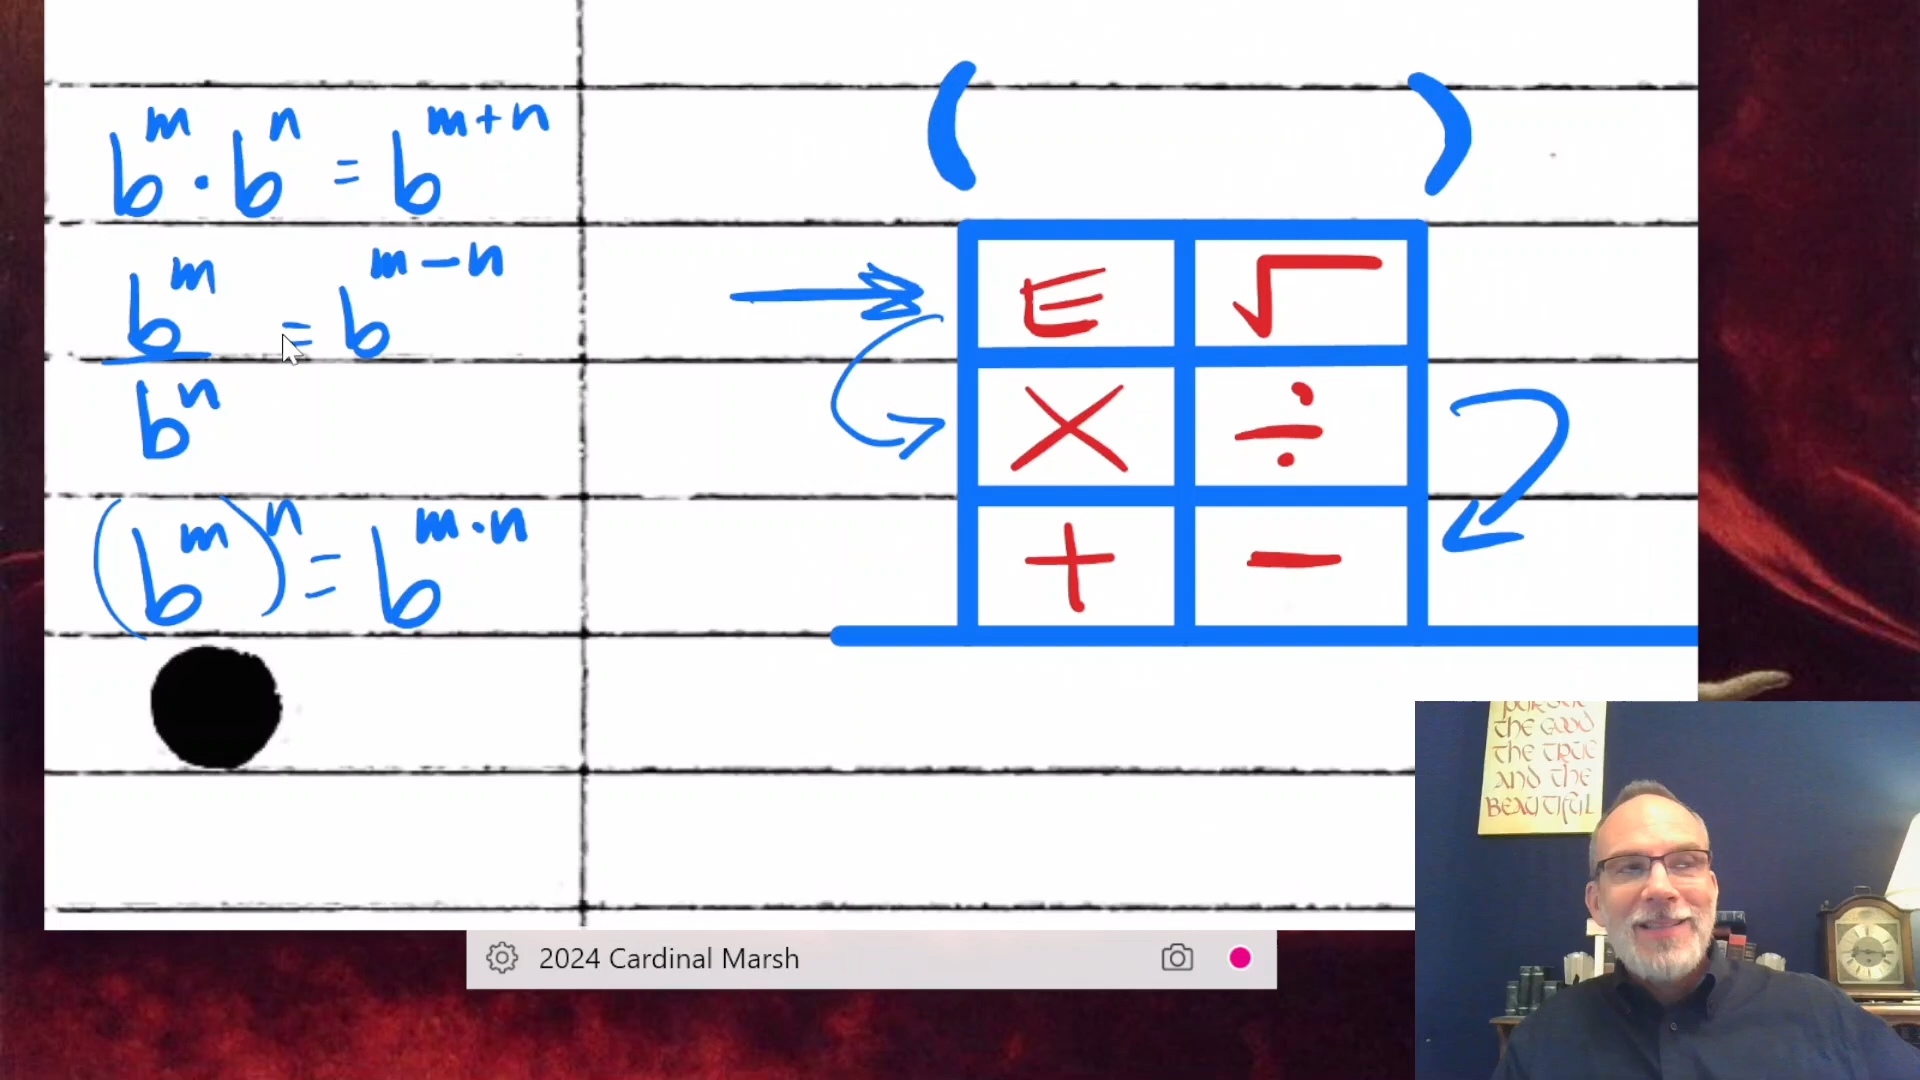 b^m · b^n = b^{m+n}
b^m / b^n = b^{m-n}
(b^m)^n = b^{m·n}
( )
E √
× ÷
+ −
THE GOOD
THE TRUE
AND THE
BEAUTIFUL
2024 Cardinal Marsh